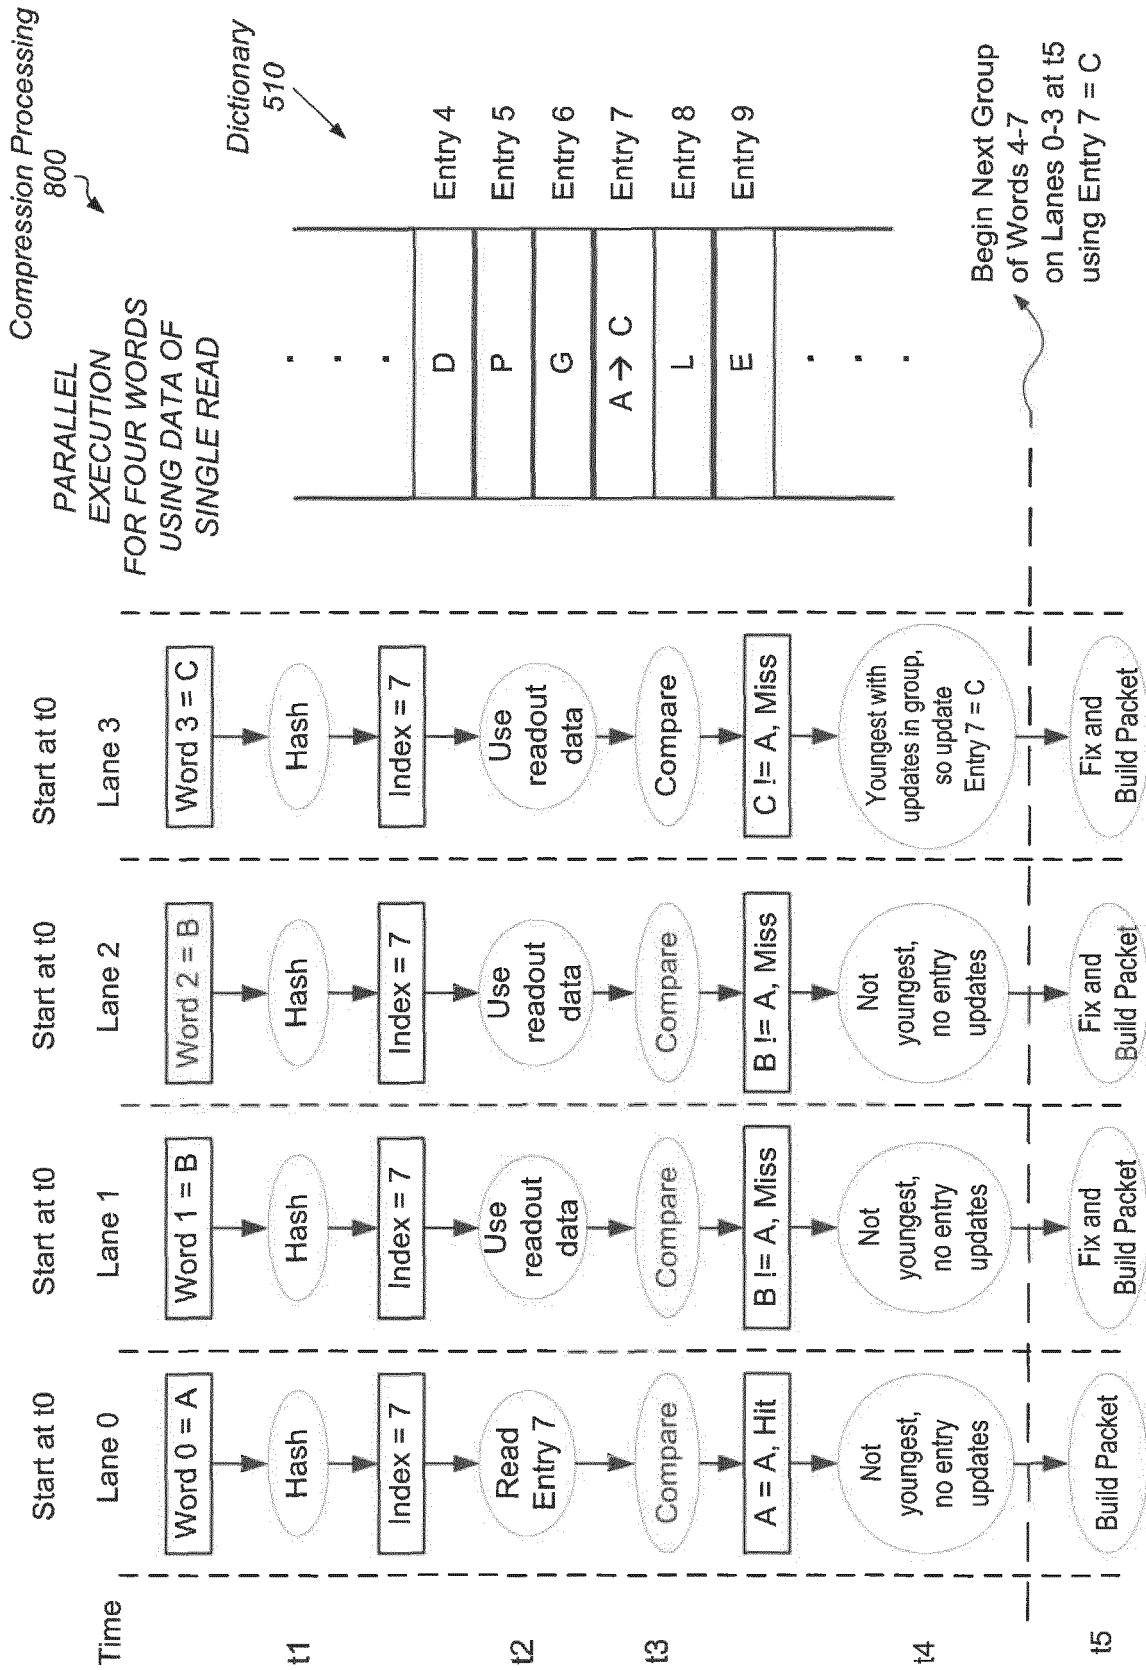 Compression Processing
800
PARALLEL
EXECUTION
FOR FOUR WORDS
USING DATA OF
SINGLE READ
Dictionary
510
Start at t0
Start at t0
Start at t0
Start at t0
Time
Lane 0
Lane 1
Lane 2
Lane 3
Word 0 = A
Word 1 = B
Word 2 = B
Word 3 = C
t1
Hash
Hash
Hash
Hash
Index = 7
Index = 7
Index = 7
Index = 7
t2
Read
Entry 7
Use
readout
data
Use
readout
data
Use
readout
data
t3
Compare
Compare
Compare
Compare
A = A, Hit
B != A, Miss
B != A, Miss
C != A, Miss
t4
Not
youngest,
no entry
updates
Not
youngest,
no entry
updates
Not
youngest,
no entry
updates
Youngest with
updates in group,
so update
Entry 7 = C
t5
Build Packet
Fix and
Build Packet
Fix and
Build Packet
Fix and
Build Packet
D
Entry 4
P
Entry 5
G
Entry 6
A → C
Entry 7
L
Entry 8
E
Entry 9
Begin Next Group
of Words 4-7
on Lanes 0-3 at t5
using Entry 7 = C